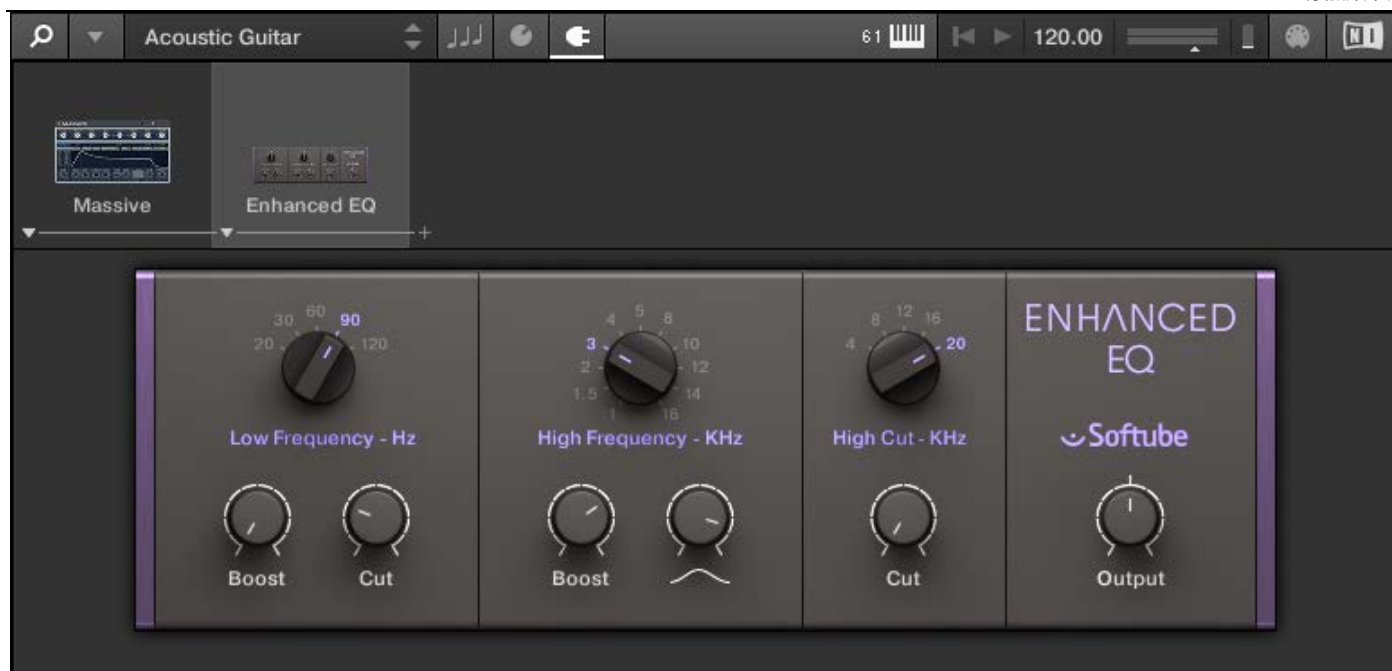 Acoustic Guitar 61 120.00 NI
Massive Enhanced EQ
20 30 60 90 120
1 1.5 2 3 4 5 8 10 12 14 16
4 8 12 16 20
Low Frequency - Hz High Frequency - KHz High Cut - KHz
ENHANCED
EQ
Softube
Boost Cut Boost Cut Output